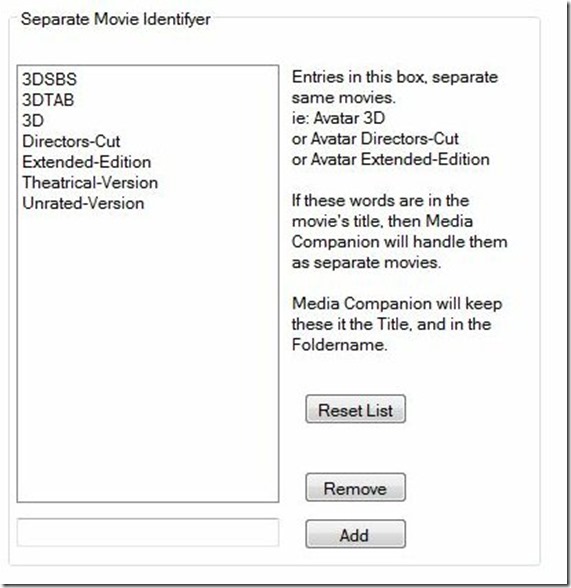 Separate Movie Identifyer
3DSBS
3DTAB
3D
Directors-Cut
Extended-Edition
Theatrical-Version
Unrated-Version
Entries in this box, separate
same movies.
ie: Avatar 3D
or Avatar Directors-Cut
or Avatar Extended-Edition
If these words are in the
movie's title, then Media
Companion will handle them
as separate movies.
Media Companion will keep
these it the Title, and in the
Foldername.
Reset List
Remove
Add